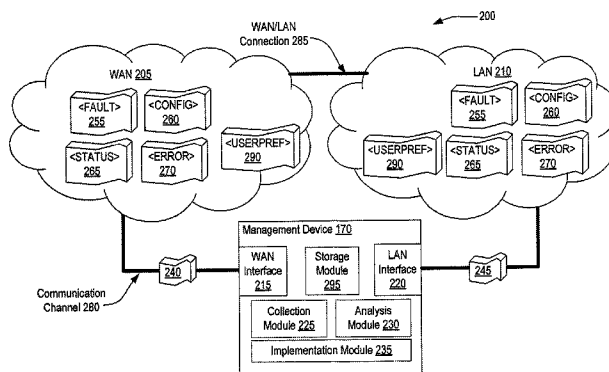 200
WAN/LAN
Connection 285
WAN 205
LAN 210
<FAULT>
255
<CONFIG>
260
<STATUS>
265
<ERROR>
270
<USERPREF>
290
<FAULT>
255
<CONFIG>
260
<USERPREF>
290
<STATUS>
265
<ERROR>
270
Management Device 170
WAN
Interface
215
Storage
Module
295
LAN
Interface
220
240
245
Communication
Channel 280
Collection
Module 225
Analysis
Module 230
Implementation Module 235